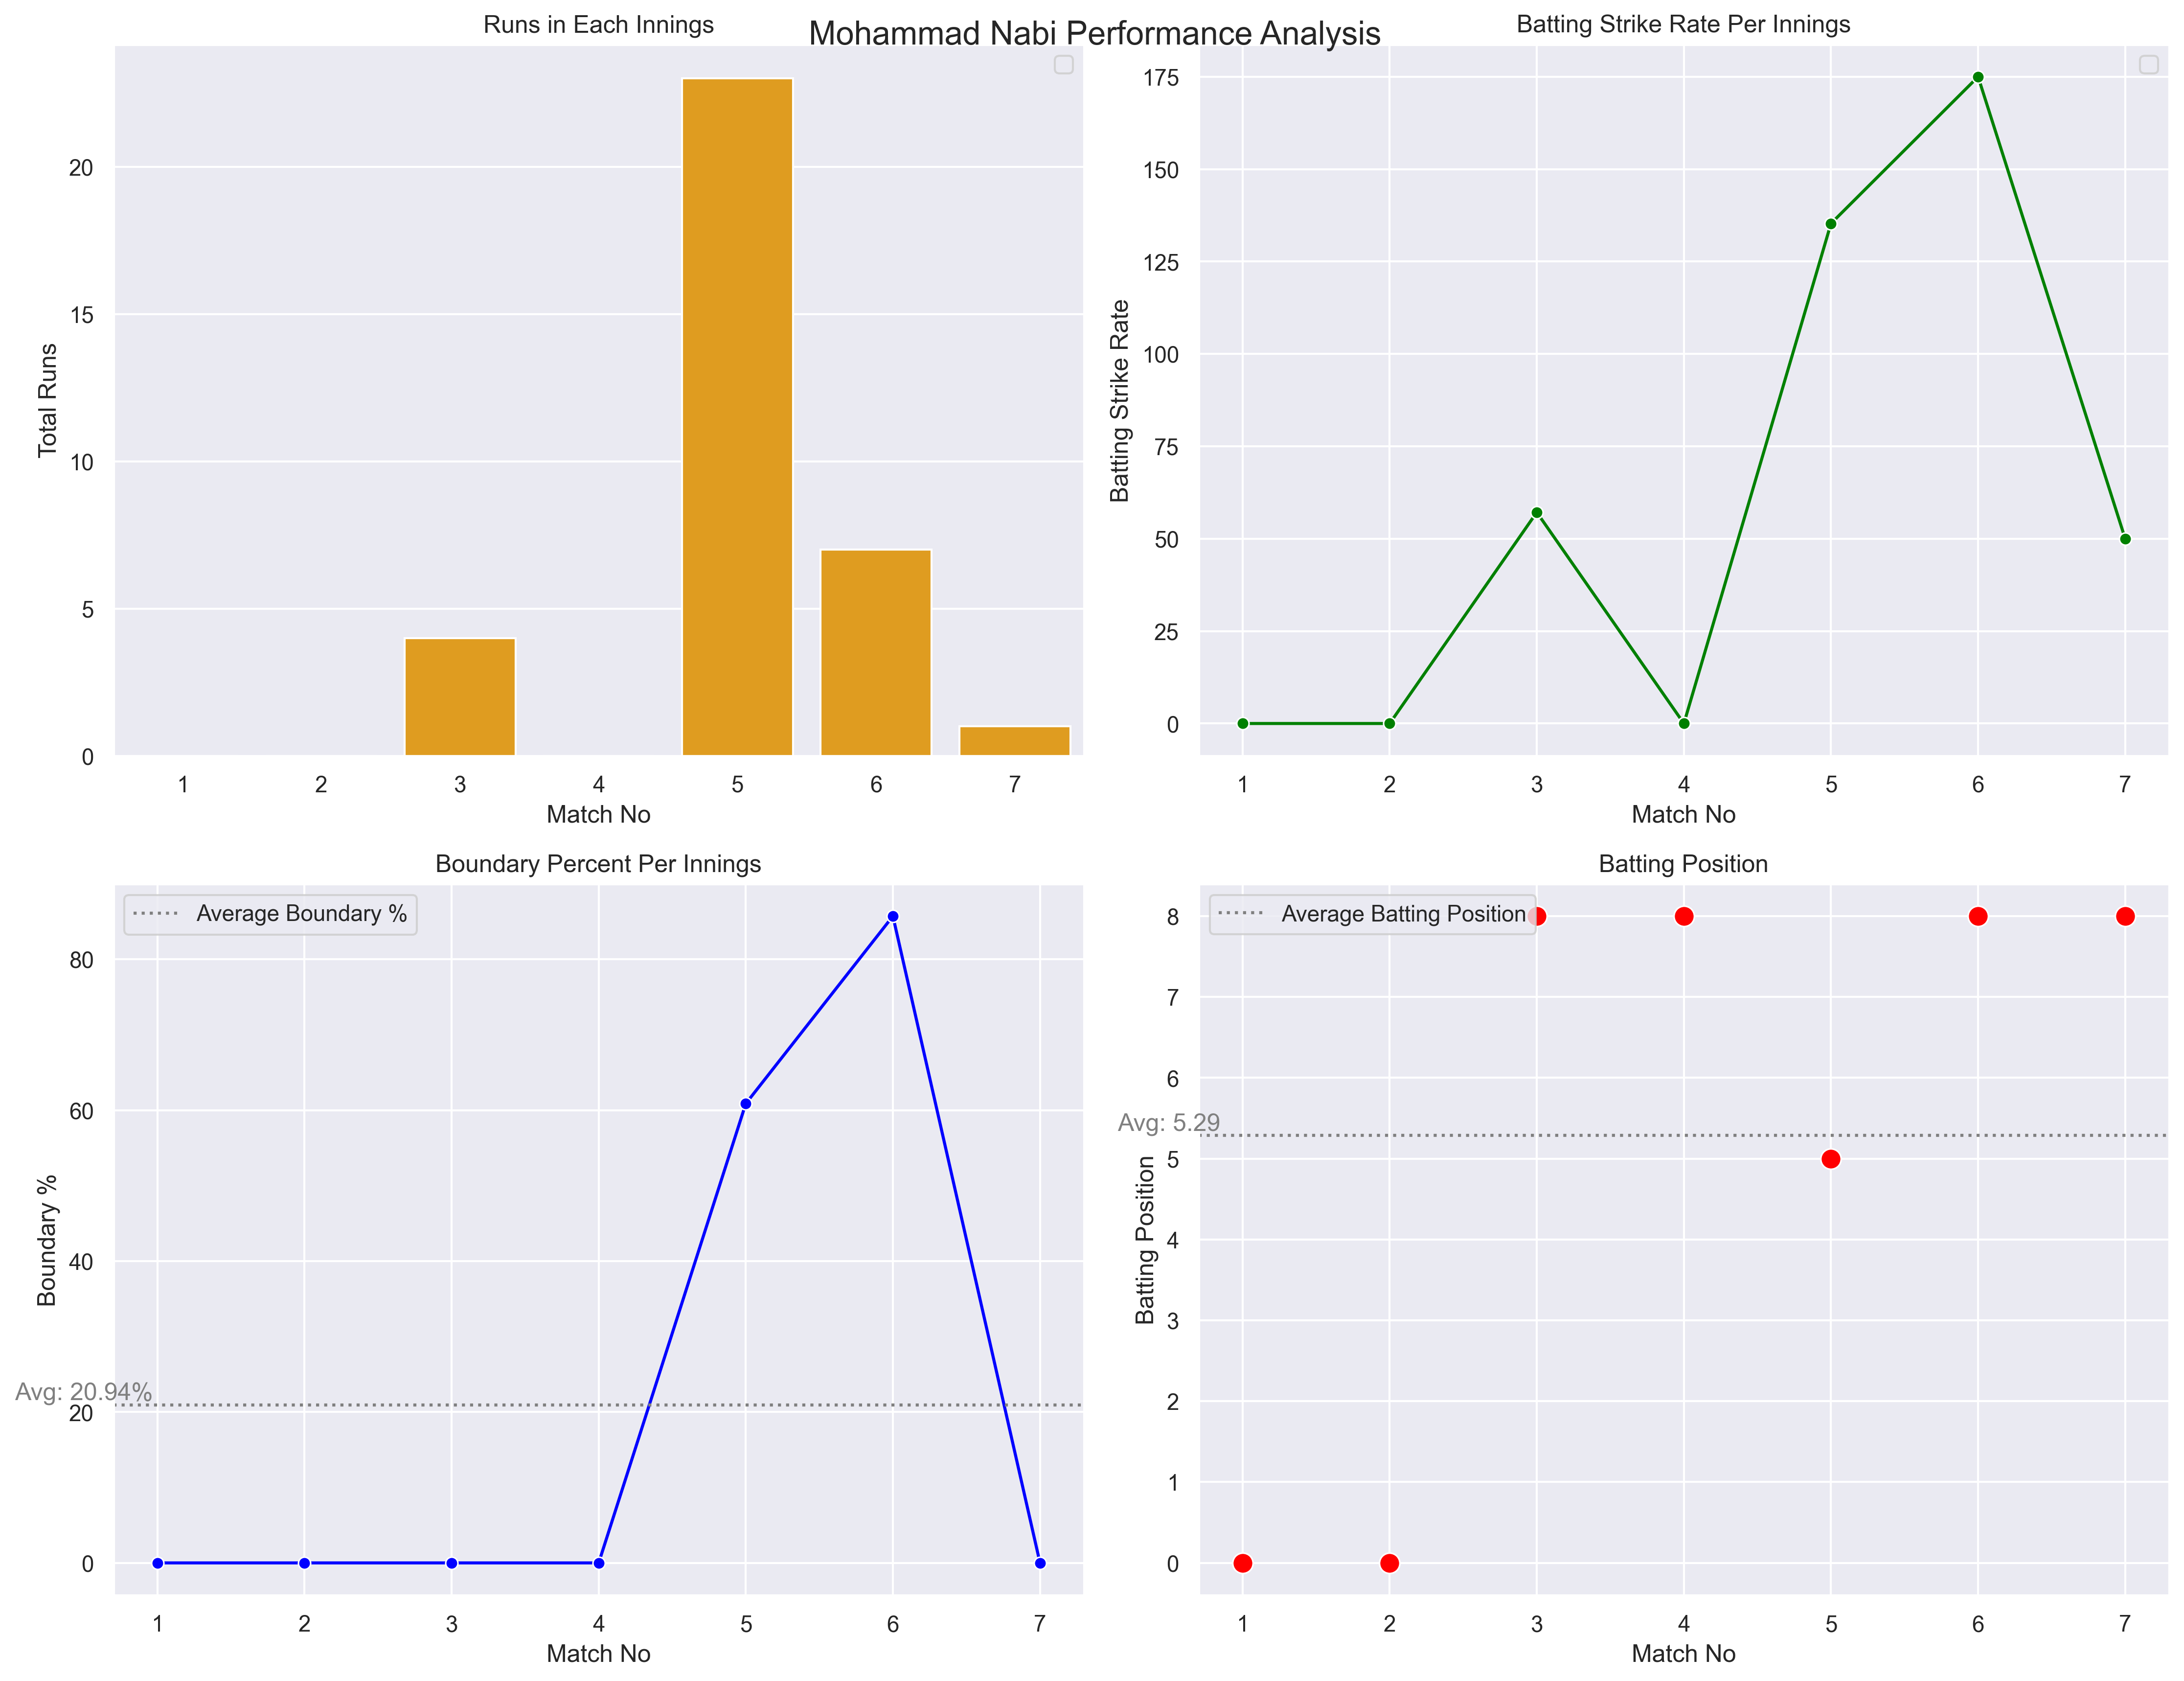 Mohammad Nabi Performance Analysis
Runs in Each Innings
Total Runs
20
15
10
5
0
1 2 3 4 5 6 7
Match No
Batting Strike Rate Per Innings
Batting Strike Rate
175
150
125
100
75
50
25
0
1 2 3 4 5 6 7
Match No
Boundary Percent Per Innings
Average Boundary %
Boundary %
80
60
40
Avg: 20.94%
20
0
1 2 3 4 5 6 7
Match No
Batting Position
Average Batting Position
Batting Position
8
7
6
Avg: 5.29
5
4
3
2
1
0
1 2 3 4 5 6 7
Match No